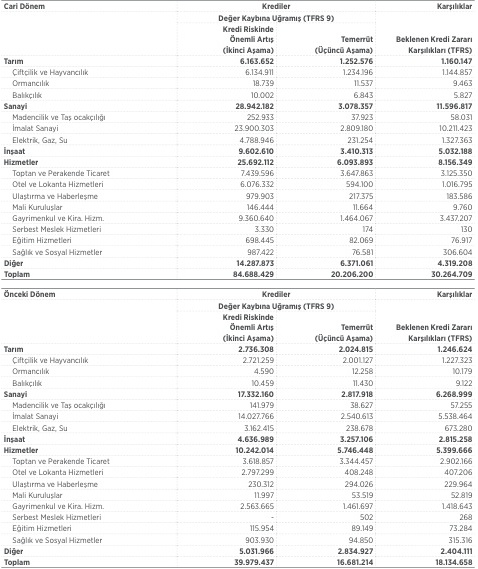 Cari Dönem Krediler Karşılıklar
Değer Kaybına Uğramış (TFRS 9)
Kredi Riskinde
Önemli Artış Temerrüt Beklenen Kredi Zararı
(İkinci Aşama) (Üçüncü Aşama) Karşılıkları (TFRS)
Tarım 6.163.652 1.252.576 1.160.147
Çiftçilik ve Hayvancılık 6.134.911 1.234.196 1.144.857
Ormancılık 18.739 11.537 9.463
Balıkçılık 10.002 6.843 5.827
Sanayi 28.942.182 3.078.357 11.596.817
Madencilik ve Taş ocakçılığı 252.933 37.923 58.031
İmalat Sanayi 23.900.303 2.809.180 10.211.423
Elektrik, Gaz, Su 4.788.946 231.254 1.327.363
İnşaat 9.602.610 3.410.313 5.032.188
Hizmetler 25.692.112 6.093.893 8.156.349
Toptan ve Perakende Ticaret 7.439.596 3.647.863 3.125.350
Otel ve Lokanta Hizmetleri 6.076.332 594.100 1.016.795
Ulaştırma ve Haberleşme 979.903 217.375 183.586
Mali Kuruluşlar 146.444 11.664 9.760
Gayrimenkul ve Kira. Hizm. 9.360.640 1.464.067 3.437.207
Serbest Meslek Hizmetleri 3.330 174 130
Eğitim Hizmetleri 698.445 82.069 76.917
Sağlık ve Sosyal Hizmetler 987.422 76.581 306.604
Diğer 14.287.873 6.371.061 4.319.208
Toplam 84.688.429 20.206.200 30.264.709
Önceki Dönem Krediler Karşılıklar
Değer Kaybına Uğramış (TFRS 9)
Kredi Riskinde
Önemli Artış Temerrüt Beklenen Kredi Zararı
(İkinci Aşama) (Üçüncü Aşama) Karşılıkları (TFRS)
Tarım 2.736.308 2.024.815 1.246.624
Çiftçilik ve Hayvancılık 2.721.259 2.001.127 1.227.323
Ormancılık 4.590 12.258 10.179
Balıkçılık 10.459 11.430 9.122
Sanayi 17.332.160 2.817.918 6.268.999
Madencilik ve Taş ocakçılığı 141.979 38.627 57.255
İmalat Sanayi 14.027.766 2.540.613 5.538.464
Elektrik, Gaz, Su 3.162.415 238.678 673.280
İnşaat 4.636.989 3.257.106 2.815.258
Hizmetler 10.242.014 5.746.448 5.399.666
Toptan ve Perakende Ticaret 3.618.857 3.344.457 2.902.166
Otel ve Lokanta Hizmetleri 2.797.299 408.248 407.206
Ulaştırma ve Haberleşme 230.312 294.026 229.964
Mali Kuruluşlar 11.997 53.519 52.819
Gayrimenkul ve Kira. Hizm. 2.563.665 1.461.697 1.418.643
Serbest Meslek Hizmetleri - 502 268
Eğitim Hizmetleri 115.954 89.149 73.284
Sağlık ve Sosyal Hizmetler 903.930 94.850 315.316
Diğer 5.031.966 2.834.927 2.404.111
Toplam 39.979.437 16.681.214 18.134.658